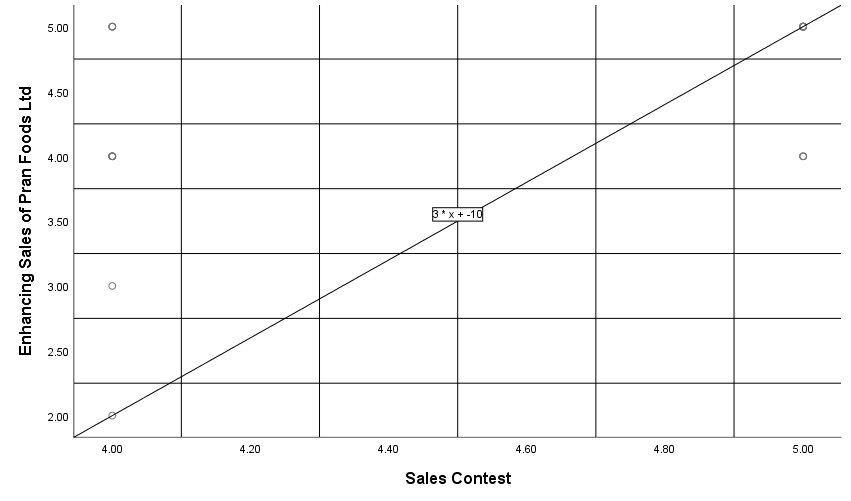 Enhancing Sales of Pran Foods Ltd
5.00
4.50
4.00
3.50
3.00
2.50
2.00
3 * x + -10
4.00 4.20 4.40 4.60 4.80 5.00
Sales Contest